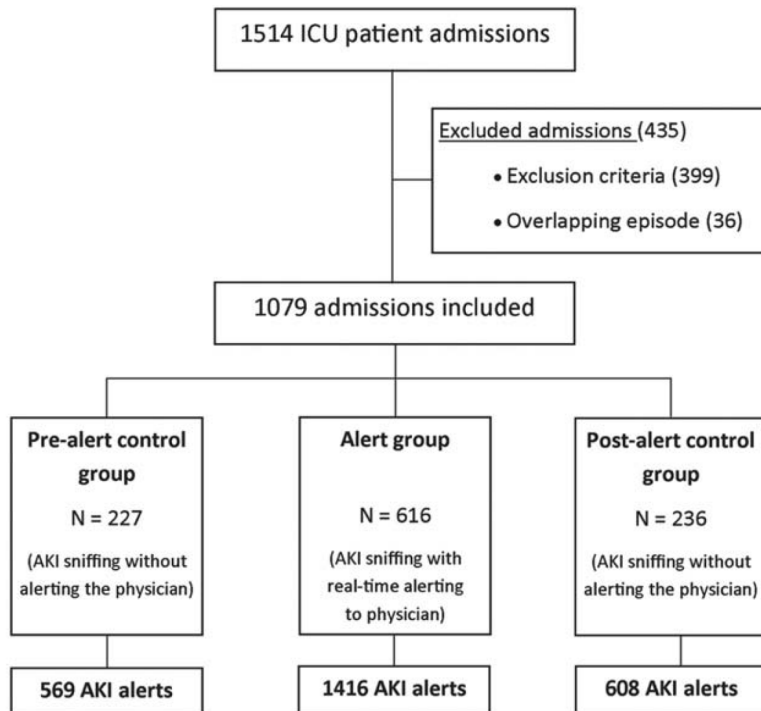 1514 ICU patient admissions
Excluded admissions (435)
• Exclusion criteria (399)
• Overlapping episode (36)
1079 admissions included
Pre-alert control
group
N = 227
(AKI sniffing without
alerting the physician)
Alert group
N = 616
(AKI sniffing with
real-time alerting
to physician)
Post-alert control
group
N = 236
(AKI sniffing without
alerting the physician)
569 AKI alerts
1416 AKI alerts
608 AKI alerts